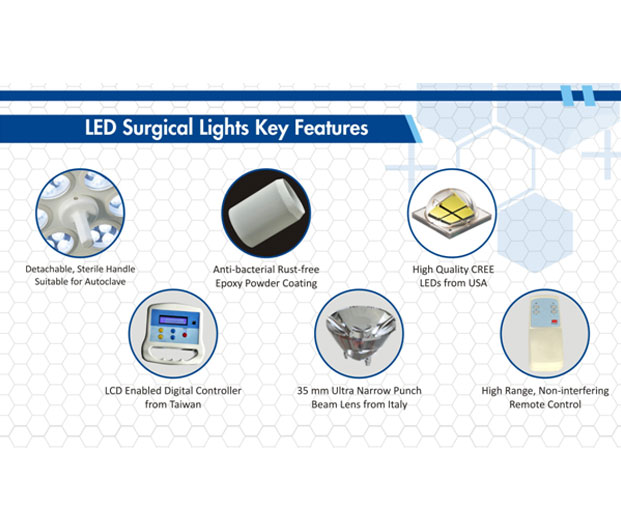 LED Surgical Lights Key Features
Detachable, Sterile Handle
Suitable for Autoclave
Anti-bacterial Rust-free
Epoxy Powder Coating
High Quality CREE
LEDs from USA
LCD Enabled Digital Controller
from Taiwan
35 mm Ultra Narrow Punch
Beam Lens from Italy
High Range, Non-interfering
Remote Control